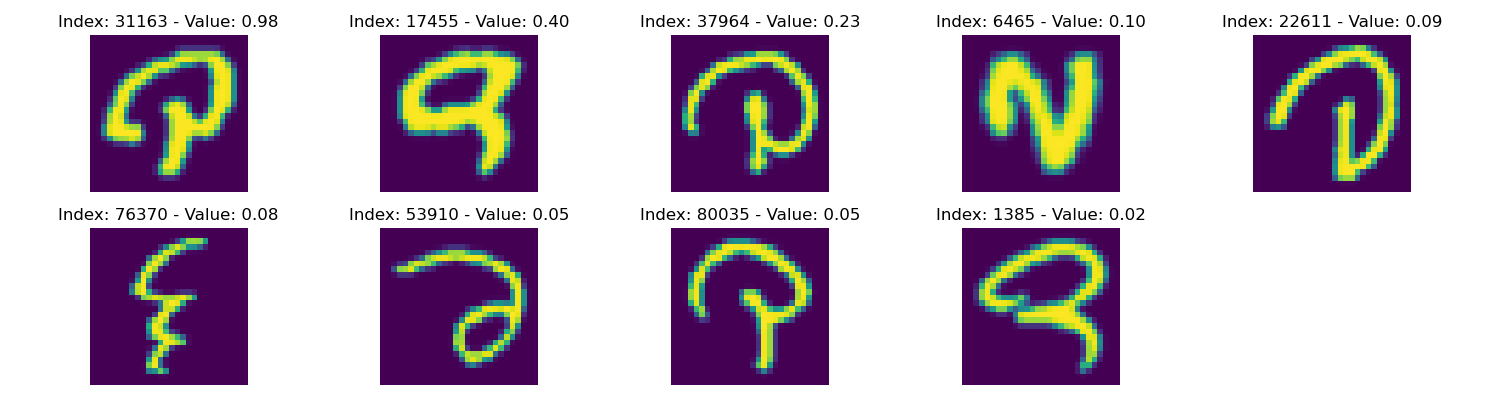 Index: 31163 - Value: 0.98 Index: 17455 - Value: 0.40 Index: 37964 - Value: 0.23 Index: 6465 - Value: 0.10 Index: 22611 - Value: 0.09
Index: 76370 - Value: 0.08 Index: 53910 - Value: 0.05 Index: 80035 - Value: 0.05 Index: 1385 - Value: 0.02